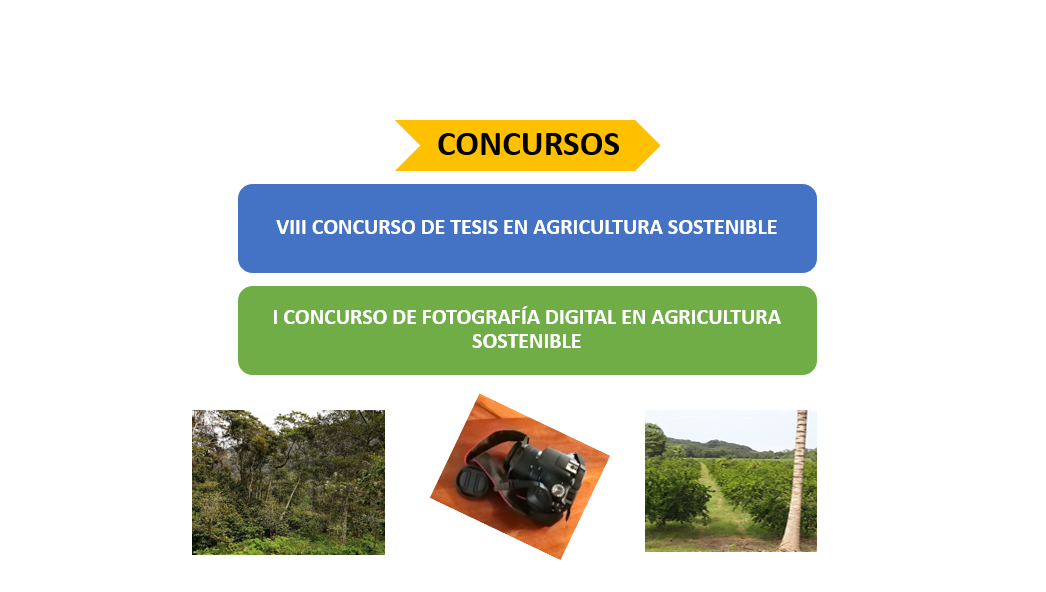 CONCURSOS
VIII CONCURSO DE TESIS EN AGRICULTURA SOSTENIBLE
I CONCURSO DE FOTOGRAFÍA DIGITAL EN AGRICULTURA
SOSTENIBLE